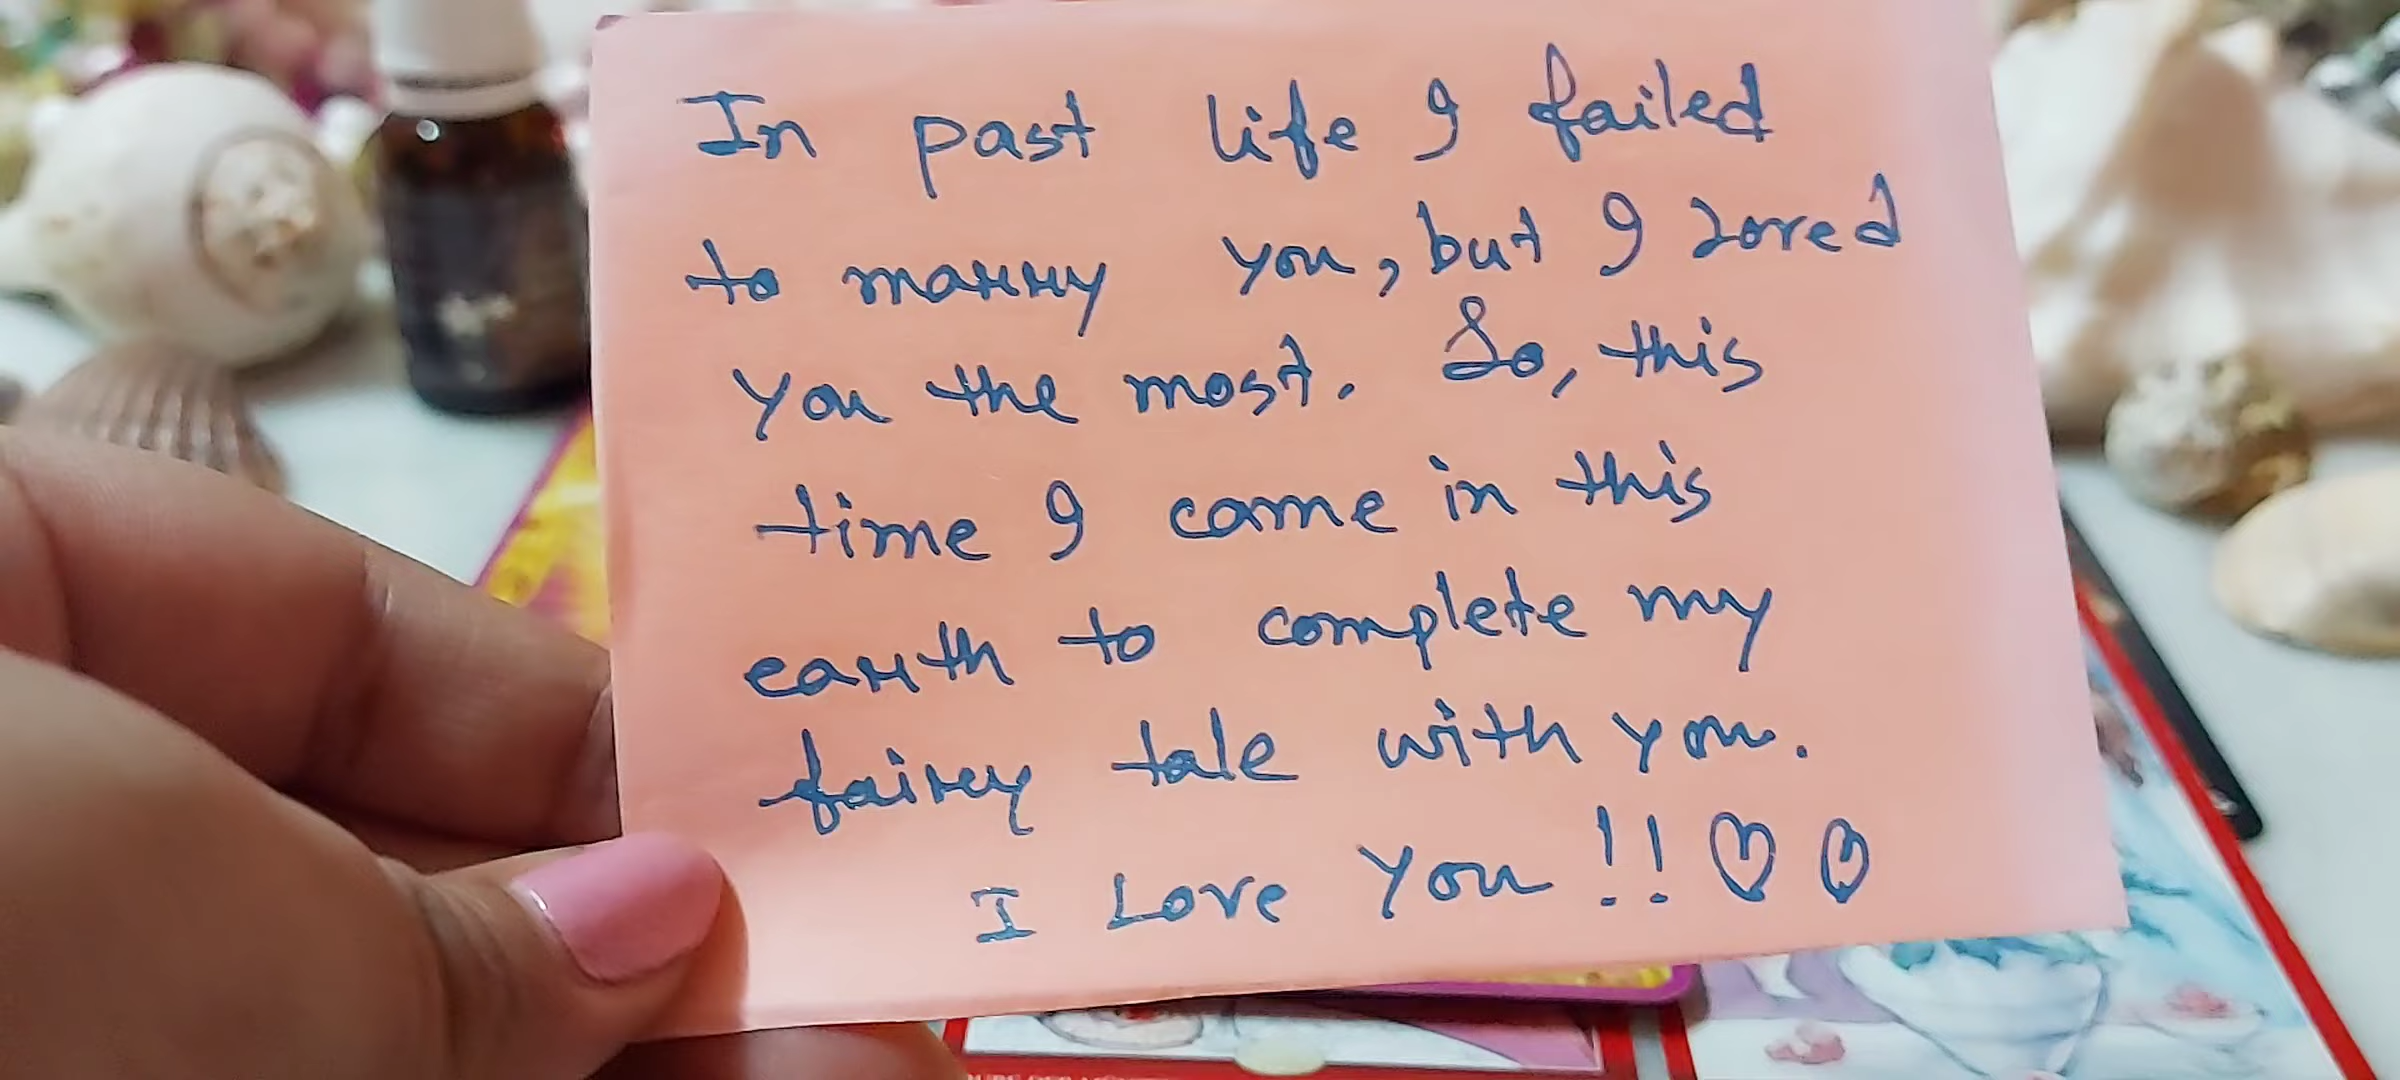 In past life I failed
to marry you, but I loved
you the most. So, this
time I came in this
earth to complete my
fairey tale with you.
I Love You !! ♡ ♡